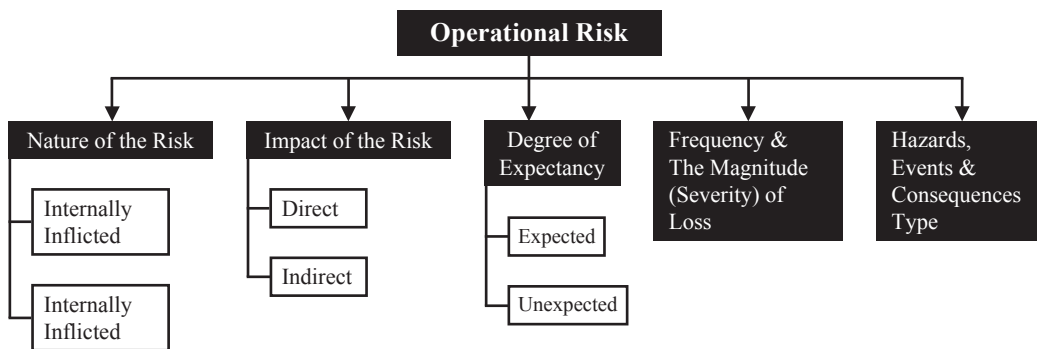 Operational Risk
Nature of the Risk
Internally
Inflicted
Internally
Inflicted
Impact of the Risk
Direct
Indirect
Degree of
Expectancy
Expected
Unexpected
Frequency &
The Magnitude
(Severity) of
Loss
Hazards,
Events &
Consequences
Type